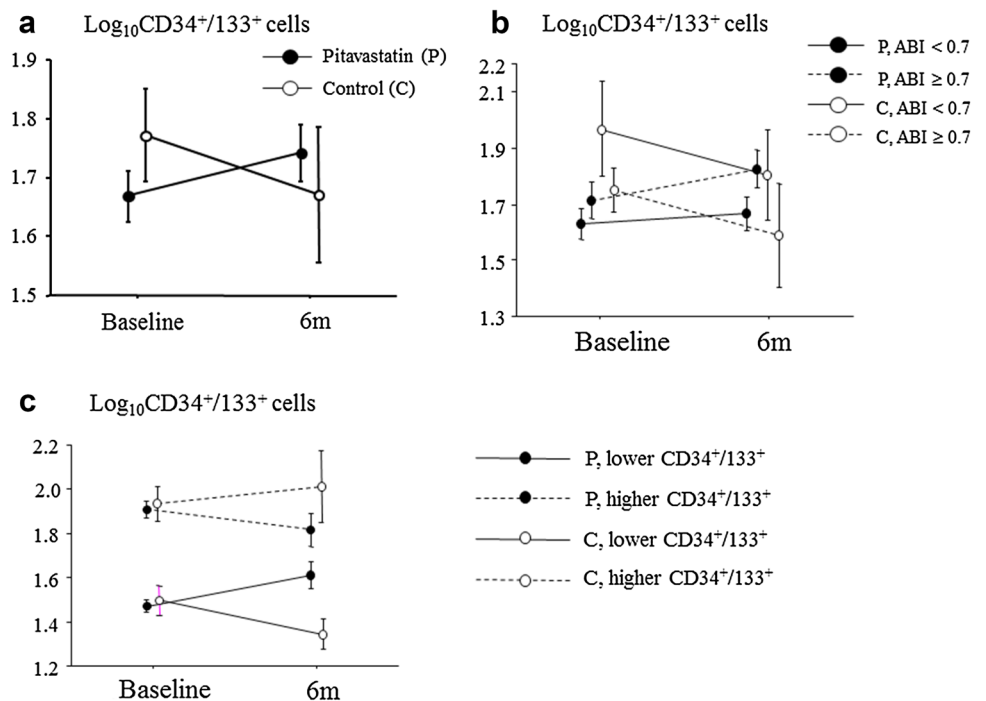 a
Log₁₀CD34⁺/133⁺ cells
Pitavastatin (P)
Control (C)
1.9
1.8
1.7
1.6
1.5
Baseline 6m
b
Log₁₀CD34⁺/133⁺ cells
P, ABI < 0.7
P, ABI ≥ 0.7
C, ABI < 0.7
C, ABI ≥ 0.7
2.2
2.1
1.9
1.7
1.5
1.3
Baseline 6m
c
Log₁₀CD34⁺/133⁺ cells
2.2
2.0
1.8
1.6
1.4
1.2
Baseline 6m
P, lower CD34⁺/133⁺
P, higher CD34⁺/133⁺
C, lower CD34⁺/133⁺
C, higher CD34⁺/133⁺